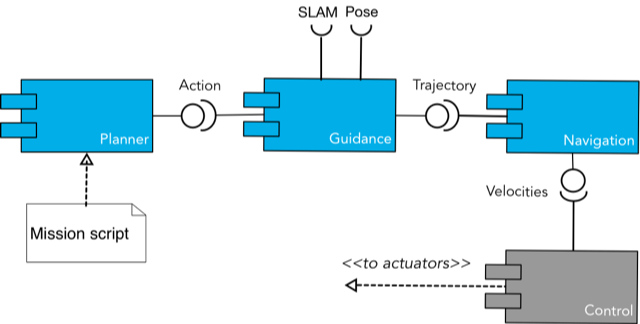 SLAM Pose
Action
Trajectory
Planner
Guidance
Navigation
Velocities
Mission script
<<to actuators>>
Control